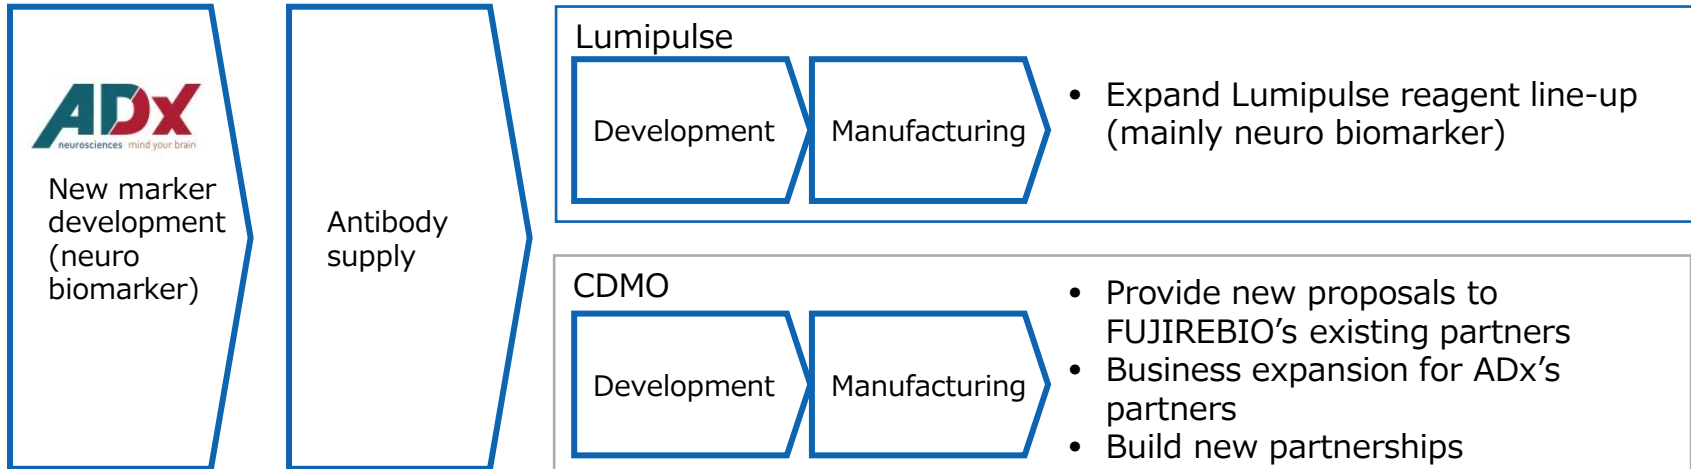 ADx
neurosciences mind your brain
New marker
development
(neuro
biomarker)
Antibody
supply
Lumipulse
Development
Manufacturing
• Expand Lumipulse reagent line-up
(mainly neuro biomarker)
CDMO
Development
Manufacturing
• Provide new proposals to
FUJIREBIO’s existing partners
• Business expansion for ADx’s
partners
• Build new partnerships